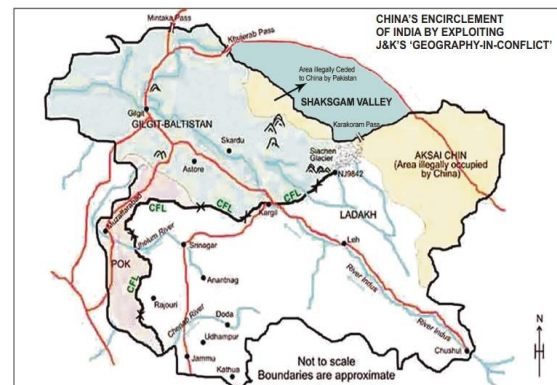 CHINA'S ENCIRCLEMENT
OF INDIA BY EXPLOITING
J&K'S 'GEOGRAPHY-IN-CONFLICT'
Mintaka Pass
Khunjerab Pass
Area illegally Ceded
to China by Pakistan
SHAKSGAM VALLEY
Gilgit
GILGIT-BALTISTAN
Karakoram Pass
Skardu
Siachen
Glacier
NJ9842
AKSAI CHIN
(Area illegally occupied
by China)
Astore
Muzaffarabad
CFL
CFL
CFL
Kargil
LADAKH
Jhelum River
Srinagar
Leh
POK
CFL
Anantnag
River Indus
Rajouri
Chenab River
Doda
Udhampur
River Indus
Chushul
Jammu
Kathua
Not to scale
Boundaries are approximate
N